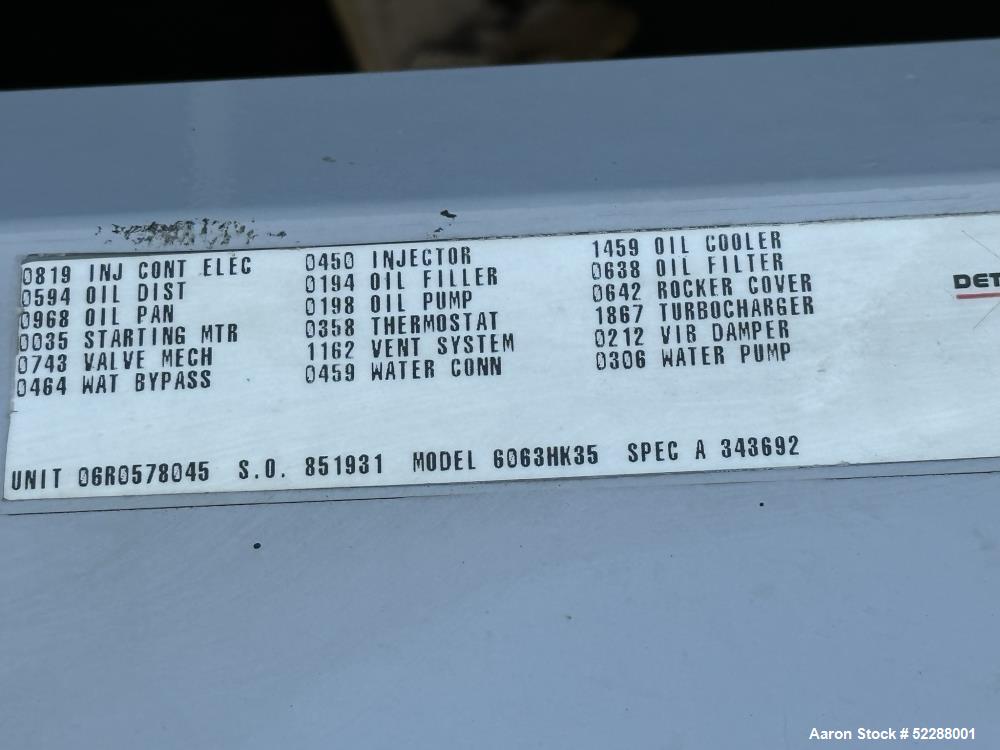 0819 INJ CONT ELEC 0450 INJECTOR 1459 OIL COOLER
0594 OIL DIST 0194 OIL FILLER 0638 OIL FILTER
0968 OIL PAN 0198 OIL PUMP 0642 ROCKER COVER
0035 STARTING MTR 0358 THERMOSTAT 1867 TURBOCHARGER
0743 VALVE MECH 1162 VENT SYSTEM 0212 VIB DAMPER
0464 WAT BYPASS 0459 WATER CONN 0306 WATER PUMP
DET
UNIT 06R0578045 S.O. 851931 MODEL 6063HK35 SPEC A 343692
Aaron Stock # 52288001